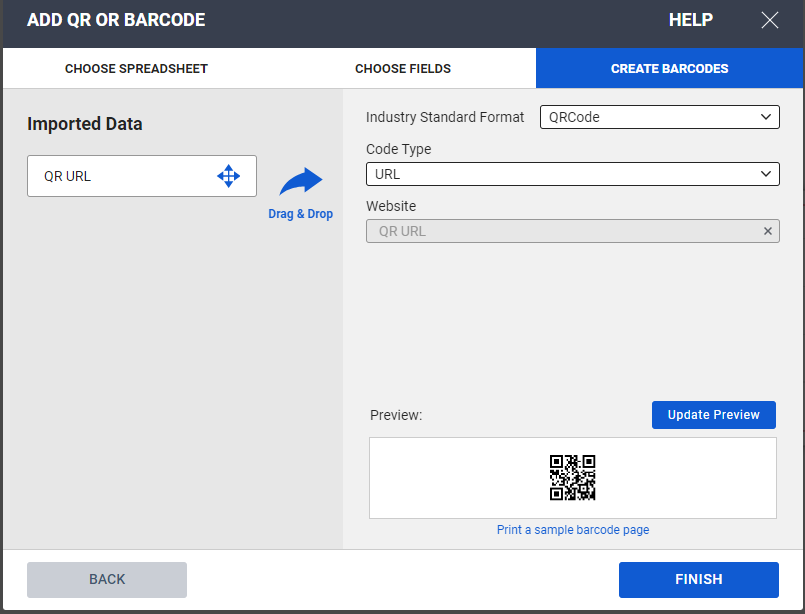 ADD QR OR BARCODE
HELP
CHOOSE SPREADSHEET
CHOOSE FIELDS
CREATE BARCODES
Imported Data
QR URL
Drag & Drop
Industry Standard Format
QRCode
Code Type
URL
Website
QR URL
Preview:
Update Preview
Print a sample barcode page
BACK
FINISH